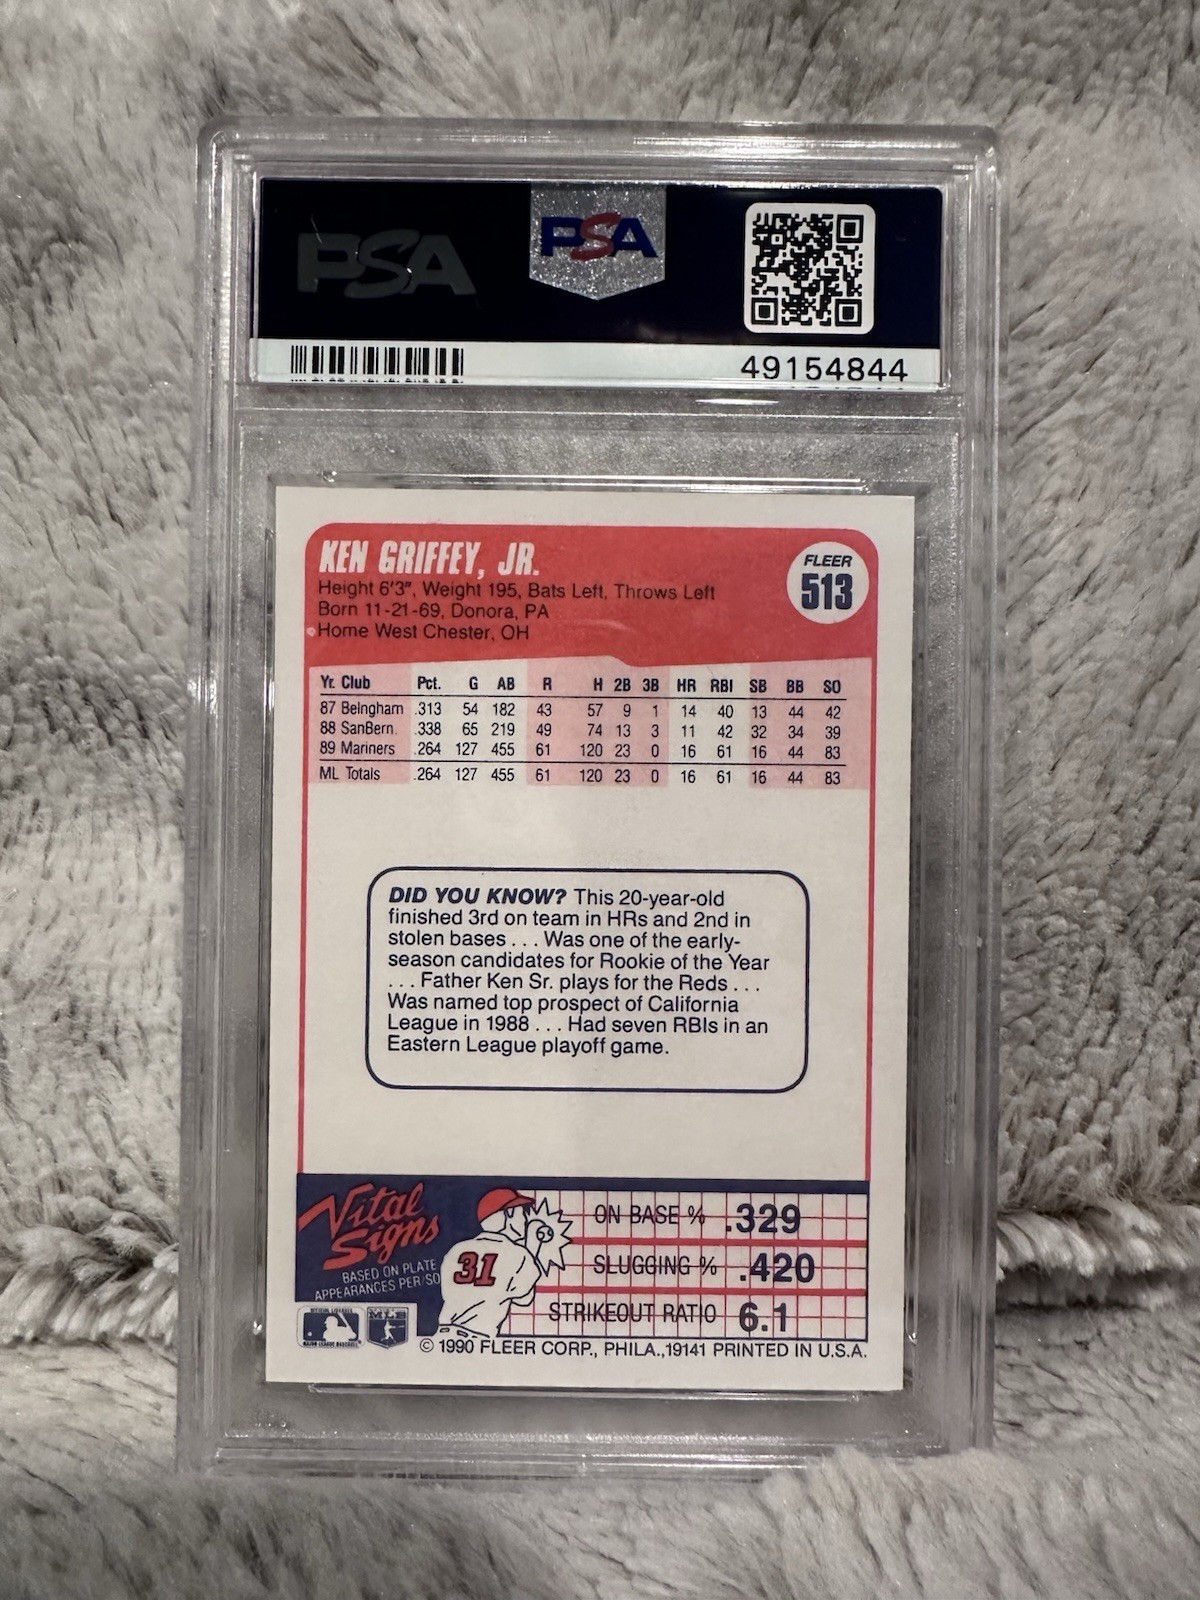 PSA
PSA
49154844
KEN GRIFFEY, JR.
FLEER
513
Height 6'3", Weight 195, Bats Left, Throws Left
Born 11-21-69, Donora, PA
Home West Chester, OH
Yr. Club Pct. G AB R H 2B 3B HR RBI SB BB SO
87 Belngham .313 54 182 43 57 9 1 14 40 13 44 42
88 SanBern. .338 65 219 49 74 13 3 11 42 32 34 39
89 Mariners .264 127 455 61 120 23 0 16 61 16 44 83
ML Totals .264 127 455 61 120 23 0 16 61 16 44 83
DID YOU KNOW? This 20-year-old
finished 3rd on team in HRs and 2nd in
stolen bases . . . Was one of the early-
season candidates for Rookie of the Year
. . . Father Ken Sr. plays for the Reds . . .
Was named top prospect of California
League in 1988 . . . Had seven RBIs in an
Eastern League playoff game.
Vital
Signs
BASED ON PLATE
APPEARANCES PER/SO
31
ON BASE % .329
SLUGGING % .420
STRIKEOUT RATIO 6.1
MAJOR LEAGUE BASEBALL
© 1990 FLEER CORP., PHILA.,19141 PRINTED IN U.S.A.